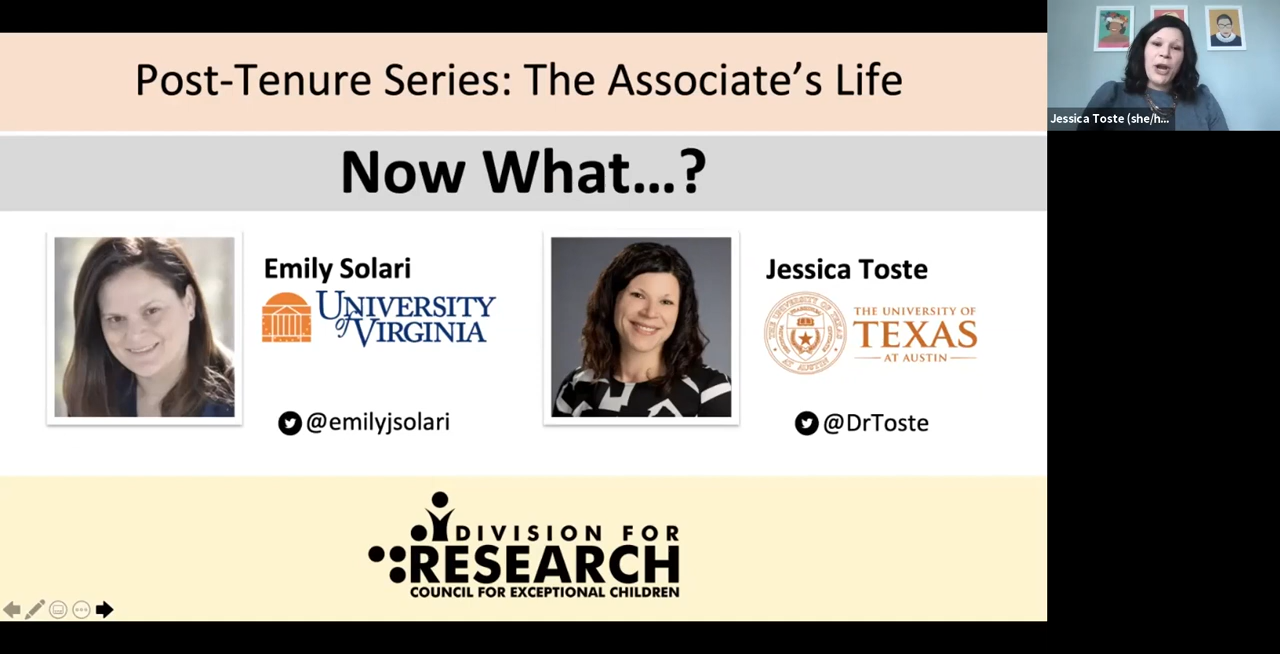 Post-Tenure Series: The Associate's Life
Now What...?
Jessica Toste (she/h...
Emily Solari
UNIVERSITY
of VIRGINIA
@emilyjsolari
Jessica Toste
THE UNIVERSITY OF
TEXAS
AT AUSTIN
@DrToste
DIVISION FOR
RESEARCH
COUNCIL FOR EXCEPTIONAL CHILDREN